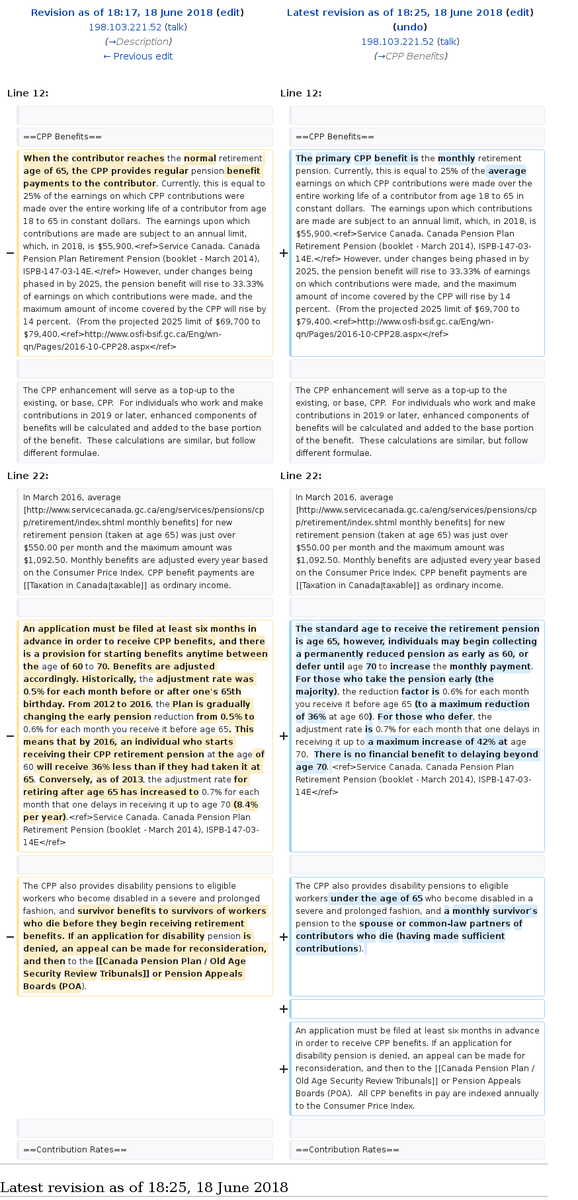 Revision as of 18:17, 18 June 2018 (edit)
198.103.221.52 (talk)
(→Description)
← Previous edit
Latest revision as of 18:25, 18 June 2018 (edit)
(undo)
198.103.221.52 (talk)
(→CPP Benefits)
Line 12:
Line 12:
==CPP Benefits==
==CPP Benefits==
−
When the contributor reaches the normal retirement
age of 65, the CPP provides regular pension benefit
payments to the contributor. Currently, this is equal to
25% of the earnings on which CPP contributions were
made over the entire working life of a contributor from age
18 to 65 in constant dollars.  The earnings upon which
contributions are made are subject to an annual limit,
which, in 2018, is $55,900.<ref>Service Canada. Canada
Pension Plan Retirement Pension (booklet - March 2014),
ISPB-147-03-14E.</ref> However, under changes being
phased in by 2025, the pension benefit will rise to 33.33%
of earnings on which contributions were made, and the
maximum amount of income covered by the CPP will rise by
14 percent.  (From the projected 2025 limit of $69,700 to
$79,400.<ref>http://www.osfi-bsif.gc.ca/Eng/wn-
qn/Pages/2016-10-CPP28.aspx</ref>
+
The primary CPP benefit is the monthly retirement
pension. Currently, this is equal to 25% of the average
earnings on which CPP contributions were made over the
entire working life of a contributor from age 18 to 65 in
constant dollars.  The earnings upon which contributions
are made are subject to an annual limit, which, in 2018, is
$55,900.<ref>Service Canada. Canada Pension Plan
Retirement Pension (booklet - March 2014), ISPB-147-03-
14E.</ref> However, under changes being phased in by
2025, the pension benefit will rise to 33.33% of earnings
on which contributions were made, and the maximum
amount of income covered by the CPP will rise by 14
percent.  (From the projected 2025 limit of $69,700 to
$79,400.<ref>http://www.osfi-bsif.gc.ca/Eng/wn-
qn/Pages/2016-10-CPP28.aspx</ref>
The CPP enhancement will serve as a top-up to the
existing, or base, CPP.  For individuals who work and make
contributions in 2019 or later, enhanced components of
benefits will be calculated and added to the base portion
of the benefit.  These calculations are similar, but follow
different formulae.
The CPP enhancement will serve as a top-up to the
existing, or base, CPP.  For individuals who work and make
contributions in 2019 or later, enhanced components of
benefits will be calculated and added to the base portion
of the benefit.  These calculations are similar, but follow
different formulae.
Line 22:
Line 22:
In March 2016, average
[http://www.servicecanada.gc.ca/eng/services/pensions/cp
p/retirement/index.shtml monthly benefits] for new
retirement pension (taken at age 65) was just over
$550.00 per month and the maximum amount was
$1,092.50. Monthly benefits are adjusted every year based
on the Consumer Price Index. CPP benefit payments are
[[Taxation in Canada|taxable]] as ordinary income.
In March 2016, average
[http://www.servicecanada.gc.ca/eng/services/pensions/cp
p/retirement/index.shtml monthly benefits] for new
retirement pension (taken at age 65) was just over
$550.00 per month and the maximum amount was
$1,092.50. Monthly benefits are adjusted every year based
on the Consumer Price Index. CPP benefit payments are
[[Taxation in Canada|taxable]] as ordinary income.
−
An application must be filed at least six months in
advance in order to receive CPP benefits, and there
is a provision for starting benefits anytime between
the age of 60 to 70. Benefits are adjusted
accordingly. Historically, the adjustment rate was
0.5% for each month before or after one's 65th
birthday. From 2012 to 2016, the Plan is gradually
changing the early pension reduction from 0.5% to
0.6% for each month you receive it before age 65. This
means that by 2016, an individual who starts
receiving their CPP retirement pension at the age of
60 will receive 36% less than if they had taken it at
65. Conversely, as of 2013, the adjustment rate for
retiring after age 65 has increased to 0.7% for each
month that one delays in receiving it up to age 70 (8.4%
per year).<ref>Service Canada. Canada Pension Plan
Retirement Pension (booklet - March 2014), ISPB-147-03-
14E</ref>
+
The standard age to receive the retirement pension
is age 65, however, individuals may begin collecting
a permanently reduced pension as early as 60, or
defer until age 70 to increase the monthly payment.
For those who take the pension early (the
majority), the reduction factor is 0.6% for each month
you receive it before age 65 (to a maximum reduction
of 36% at age 60). For those who defer, the
adjustment rate is 0.7% for each month that one delays in
receiving it up to a maximum increase of 42% at age
70.  There is no financial benefit to delaying beyond
age 70. <ref>Service Canada. Canada Pension Plan
Retirement Pension (booklet - March 2014), ISPB-147-03-
14E</ref>
−
The CPP also provides disability pensions to eligible
workers who become disabled in a severe and prolonged
fashion, and survivor benefits to survivors of workers
who die before they begin receiving retirement
benefits. If an application for disability pension is
denied, an appeal can be made for reconsideration,
and then to the [[Canada Pension Plan / Old Age
Security Review Tribunals]] or Pension Appeals
Boards (POA).
+
The CPP also provides disability pensions to eligible
workers under the age of 65 who become disabled in a
severe and prolonged fashion, and a monthly survivor's
pension to the spouse or common-law partners of
contributors who die (having made sufficient
contributions).
+
+
An application must be filed at least six months in advance
in order to receive CPP benefits. If an application for
disability pension is denied, an appeal can be made for
reconsideration, and then to the [[Canada Pension Plan /
Old Age Security Review Tribunals]] or Pension Appeals
Boards (POA).  All CPP benefits in pay are indexed annually
to the Consumer Price Index.
==Contribution Rates==
==Contribution Rates==
Latest revision as of 18:25, 18 June 2018